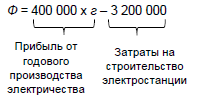 Ф = 400 000 x г – 3 200 000
Прибыль от
годового
производства
электричества
Затраты на
строительство
электростанции